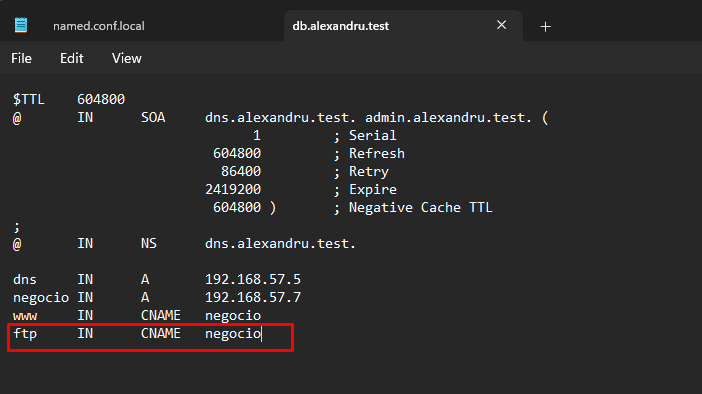 named.conf.local db.alexandru.test
File Edit View
$TTL 604800
@ IN SOA dns.alexandru.test. admin.alexandru.test. (
1 ; Serial
604800 ; Refresh
86400 ; Retry
2419200 ; Expire
604800 ) ; Negative Cache TTL
;
@ IN NS dns.alexandru.test.
dns IN A 192.168.57.5
negocio IN A 192.168.57.7
www IN CNAME negocio
ftp IN CNAME negocio